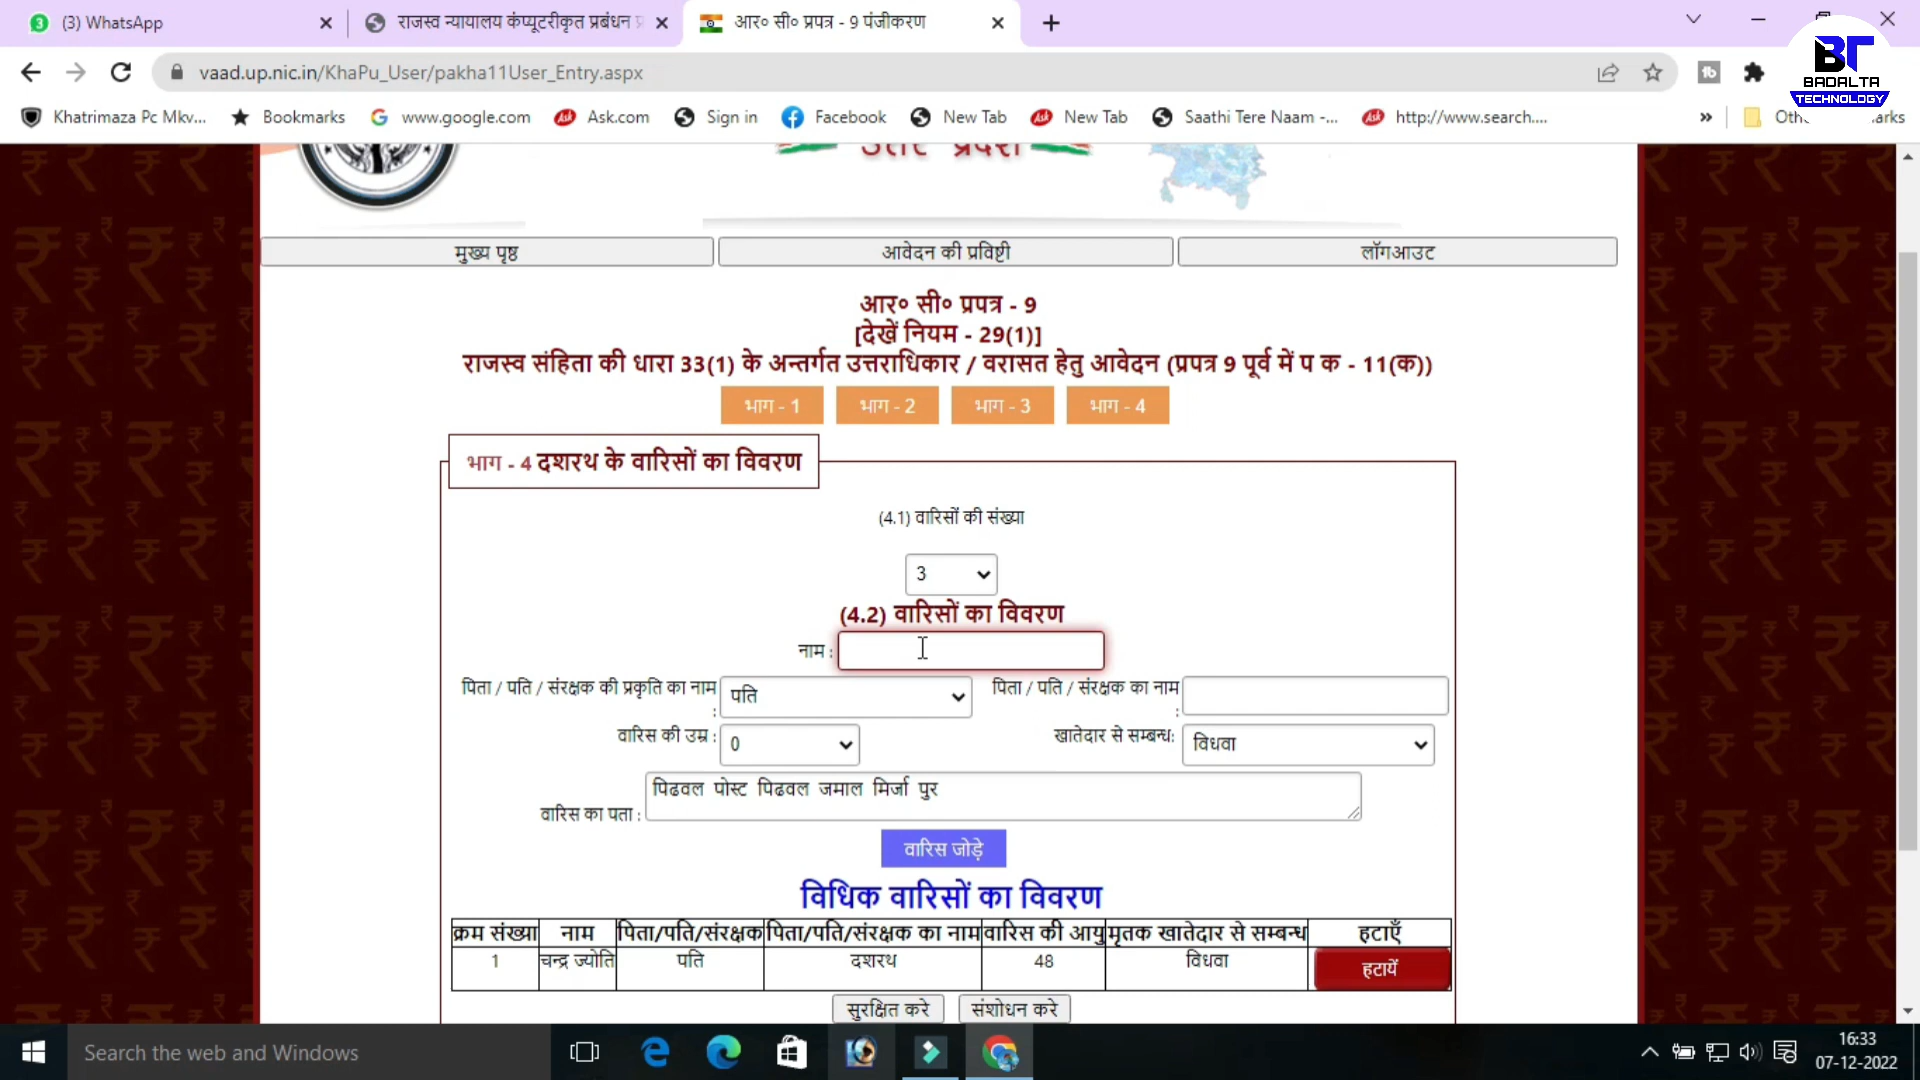 (3) WhatsApp
राजस्व न्यायालय कंप्यूटरीकृत प्रबंधन
आर० सी० प्रपत्र - 9 पंजीकरण
vaad.up.nic.in/KhaPu_User/pakha11User_Entry.aspx
BT
BADALTA
TECHNOLOGY
Khatrimaza Pc Mkv...
Bookmarks
www.google.com
Ask.com
Sign in
Facebook
New Tab
New Tab
Saathi Tere Naam -...
http://www.search....
»
उत्तर प्रदेश
मुख्य पृष्ठ
आवेदन की प्रविष्टी
लॉगआउट
आर० सी० प्रपत्र - 9
[देखें नियम - 29(1)]
राजस्व संहिता की धारा 33(1) के अन्तर्गत उत्तराधिकार / वरासत हेतु आवेदन (प्रपत्र 9 पूर्व में प क - 11(क))
भाग - 1 भाग - 2 भाग - 3 भाग - 4
भाग - 4 दशरथ के वारिसों का विवरण
(4.1) वारिसों की संख्या
3
(4.2) वारिसों का विवरण
नाम :
पिता / पति / संरक्षक की प्रकृति का नाम : पति पिता / पति / संरक्षक का नाम :
वारिस की उम्र : 0 खातेदार से सम्बन्ध: विधवा
वारिस का पता : पिढवल पोस्ट पिढवल जमाल मिर्जा पुर
वारिस जोड़े
विधिक वारिसों का विवरण
क्रम संख्या नाम पिता/पति/संरक्षक पिता/पति/संरक्षक का नाम वारिस की आयु मृतक खातेदार से सम्बन्ध हटाएँ
1 चन्द्र ज्योति पति दशरथ 48 विधवा हटायें
सुरक्षित करे संशोधन करे
Search the web and Windows
16:33
07-12-2022